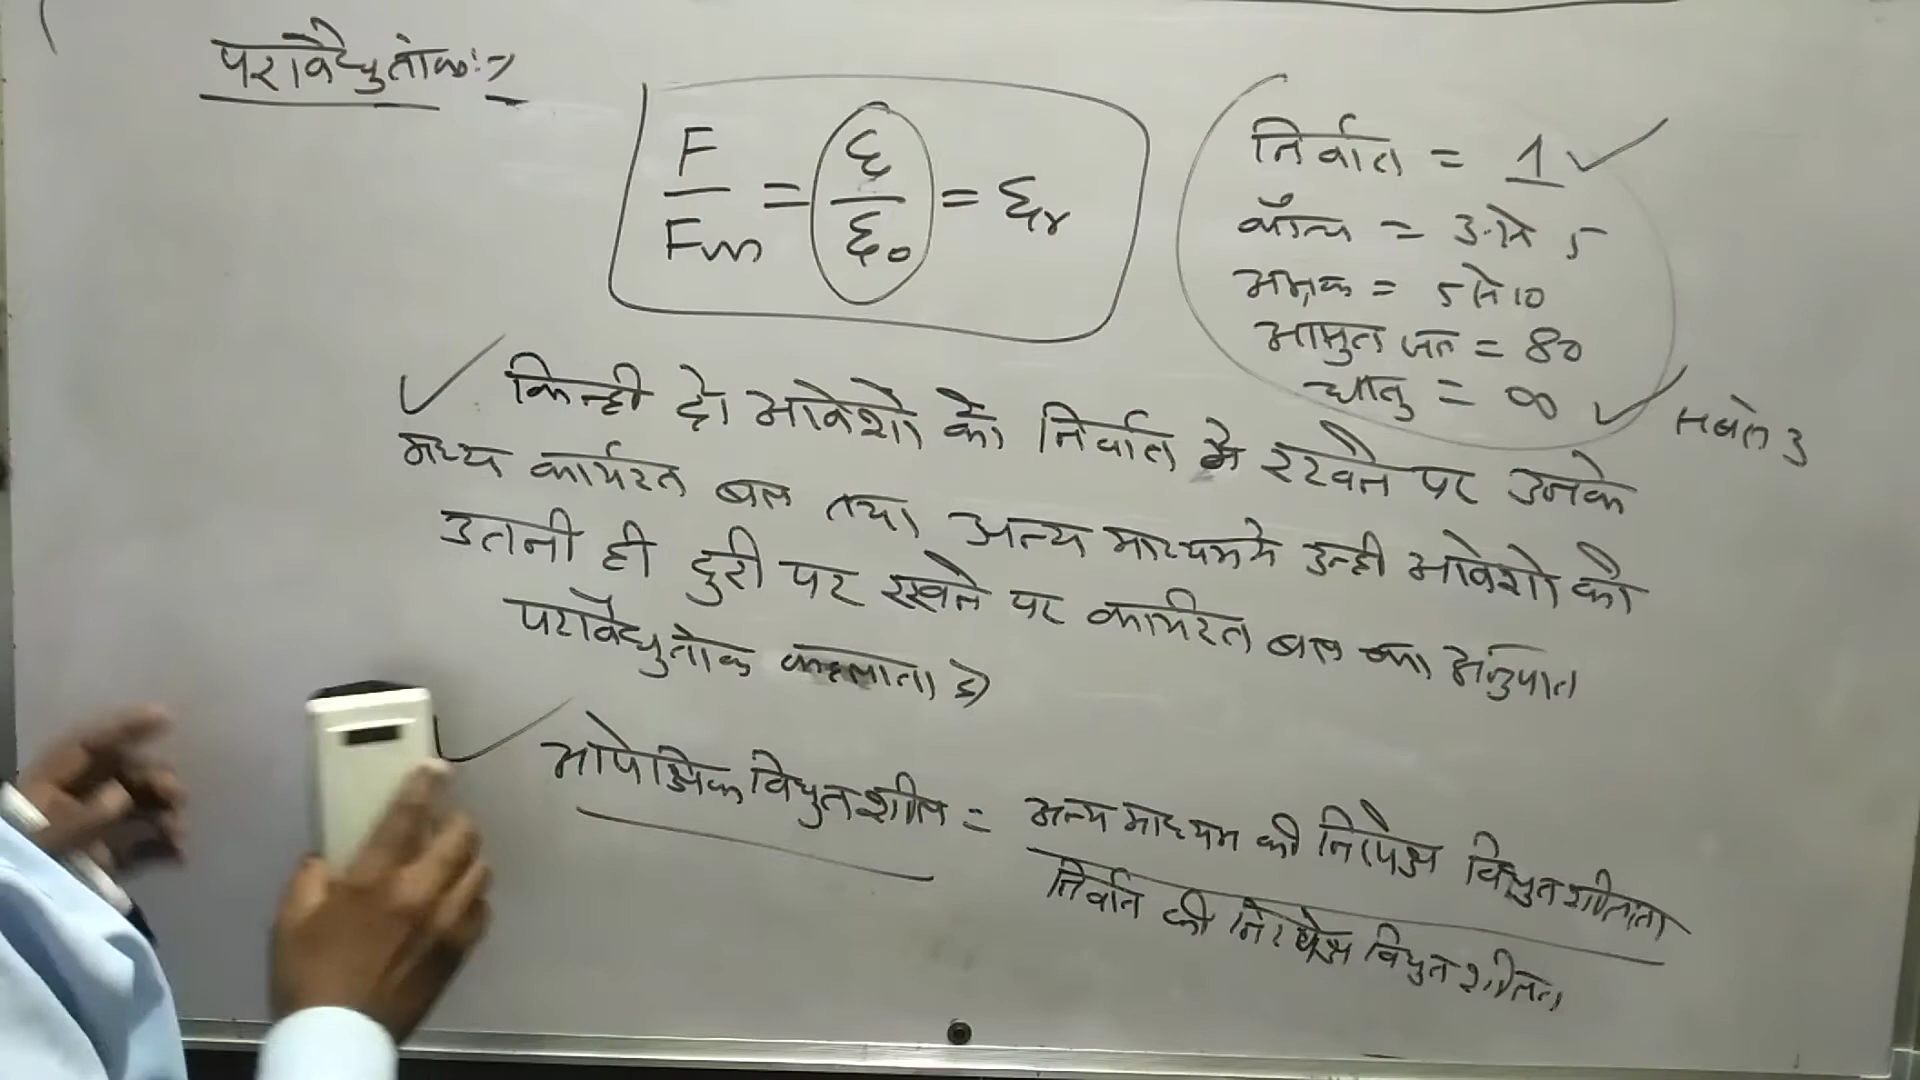 परावैद्युतांक :->
F/Fm = ε/ε₀ = εr
निर्वात = 1
काँच = 3 से 5
अभ्रक = 5 से 10
आसुत जल = 80
धातु = ∞
किन्ही दो आवेशो को निर्वात मे रखने पर उनके
मध्य कार्यरत बल तथा अन्य माध्यम मे उन्ही आवेशो को
उतनी ही दुरी पर रखने पर कार्यरत बल का अनुपात
परावैद्युतांक कहलाता है
आपेक्षिक विद्युतशील = अन्य माध्यम की निरपेक्ष विद्युतशीलता
निर्वात की निरपेक्ष विद्युतशीलता